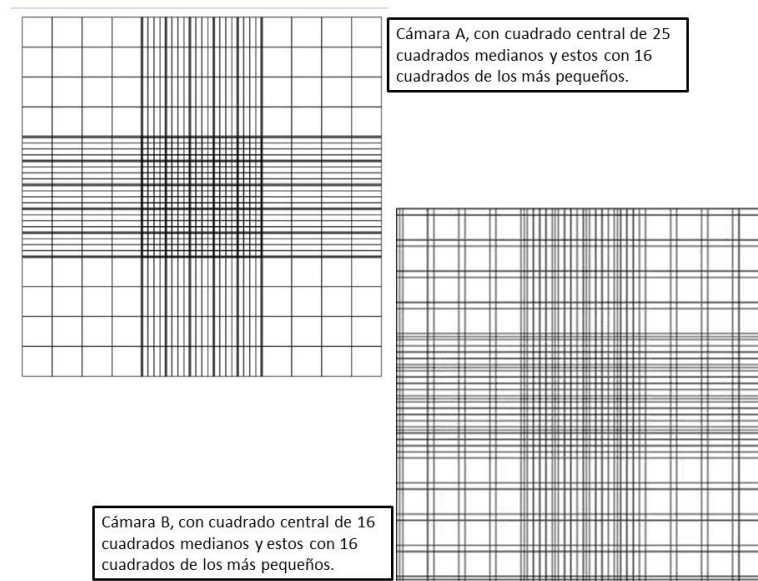 Cámara A, con cuadrado central de 25
cuadrados medianos y estos con 16
cuadrados de los más pequeños.
Cámara B, con cuadrado central de 16
cuadrados medianos y estos con 16
cuadrados de los más pequeños.